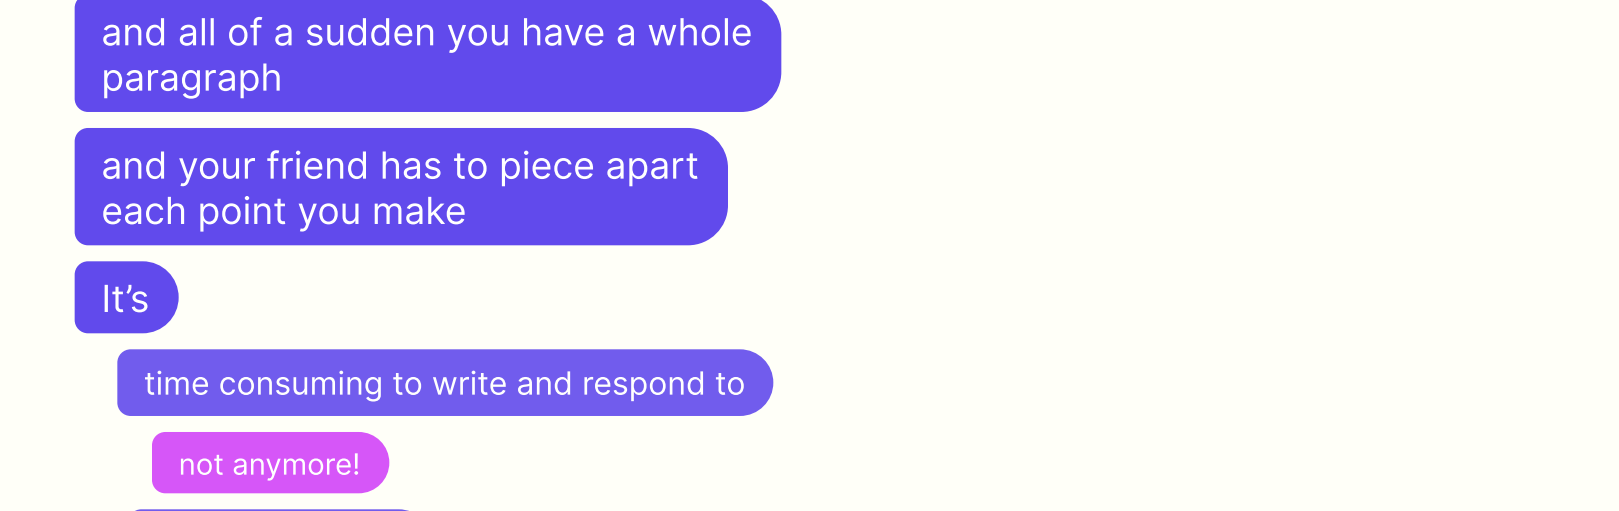 and all of a sudden you have a whole
paragraph
and your friend has to piece apart
each point you make
It’s
time consuming to write and respond to
not anymore!